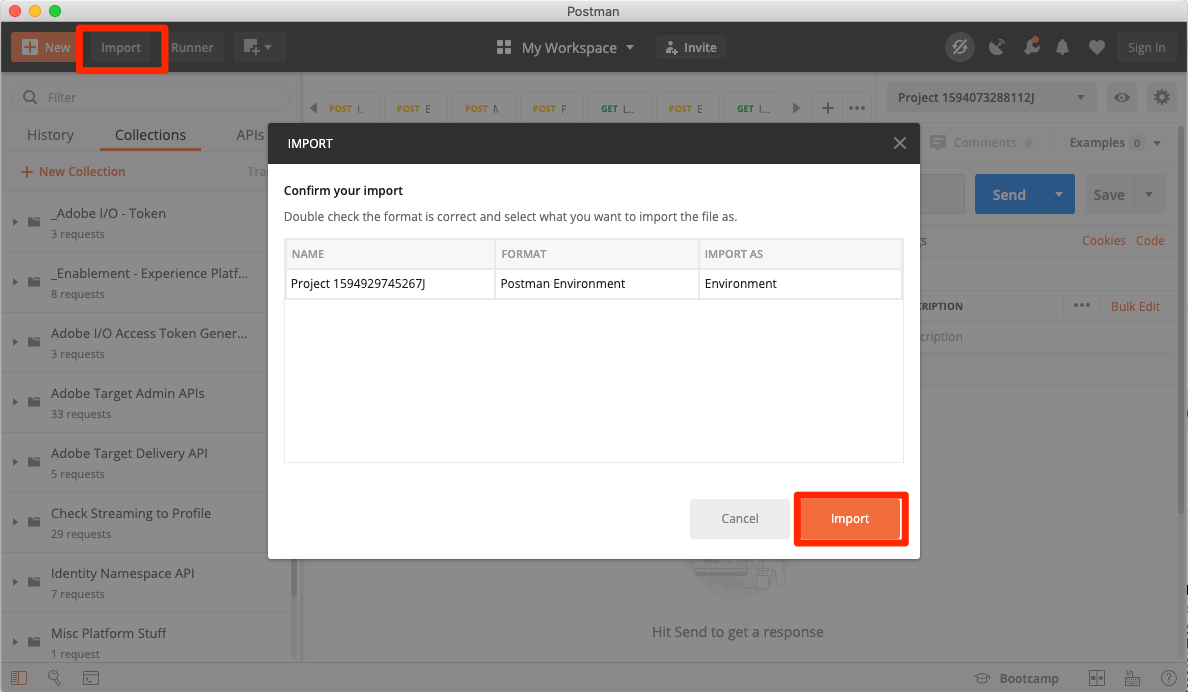 Postman
New
Import
Runner
My Workspace
Invite
Sign In
Filter
POST I.
POST E
POST
POST F
GET L...
POST E
GET I...
Project 1594073288112J
History
Collections
APIs
New Collection
Comments 0
Examples 0
Send
Save
Cookies Code
Bulk Edit
IMPORT
Confirm your import
Double check the format is correct and select what you want to import the file as.
NAME FORMAT IMPORT AS
Project 1594929745267J Postman Environment Environment
Cancel
Import
_Adobe I/O - Token
3 requests
_Enablement - Experience Platf...
8 requests
Adobe I/O Access Token Gener...
3 requests
Adobe Target Admin APIs
33 requests
Adobe Target Delivery API
5 requests
Check Streaming to Profile
29 requests
Identity Namespace API
7 requests
Misc Platform Stuff
1 request
Hit Send to get a response
Bootcamp